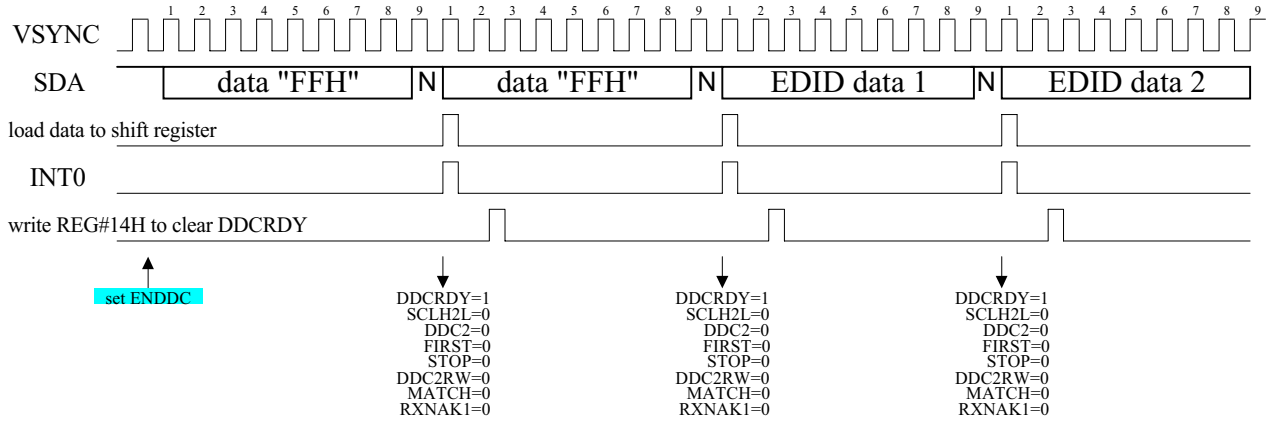 1 2 3 4 5 6 7 8 9 1 2 3 4 5 6 7 8 9 1 2 3 4 5 6 7 8 9 1 2 3 4 5 6 7 8 9
VSYNC
SDA data "FFH" N data "FFH" N EDID data 1 N EDID data 2
load data to shift register
INT0
write REG#14H to clear DDCRDY
set ENDDC
DDCRDY=1
SCLH2L=0
DDC2=0
FIRST=0
STOP=0
DDC2RW=0
MATCH=0
RXNAK1=0
DDCRDY=1
SCLH2L=0
DDC2=0
FIRST=0
STOP=0
DDC2RW=0
MATCH=0
RXNAK1=0
DDCRDY=1
SCLH2L=0
DDC2=0
FIRST=0
STOP=0
DDC2RW=0
MATCH=0
RXNAK1=0